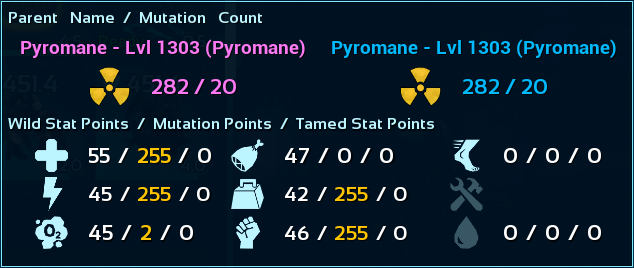 Parent Name / Mutation Count
Pyromane - Lvl 1303 (Pyromane) Pyromane - Lvl 1303 (Pyromane)
282 / 20 282 / 20
Wild Stat Points / Mutation Points / Tamed Stat Points
55 / 255 / 0 47 / 0 / 0 0 / 0 / 0
45 / 255 / 0 42 / 255 / 0
O2 45 / 2 / 0 46 / 255 / 0 0 / 0 / 0